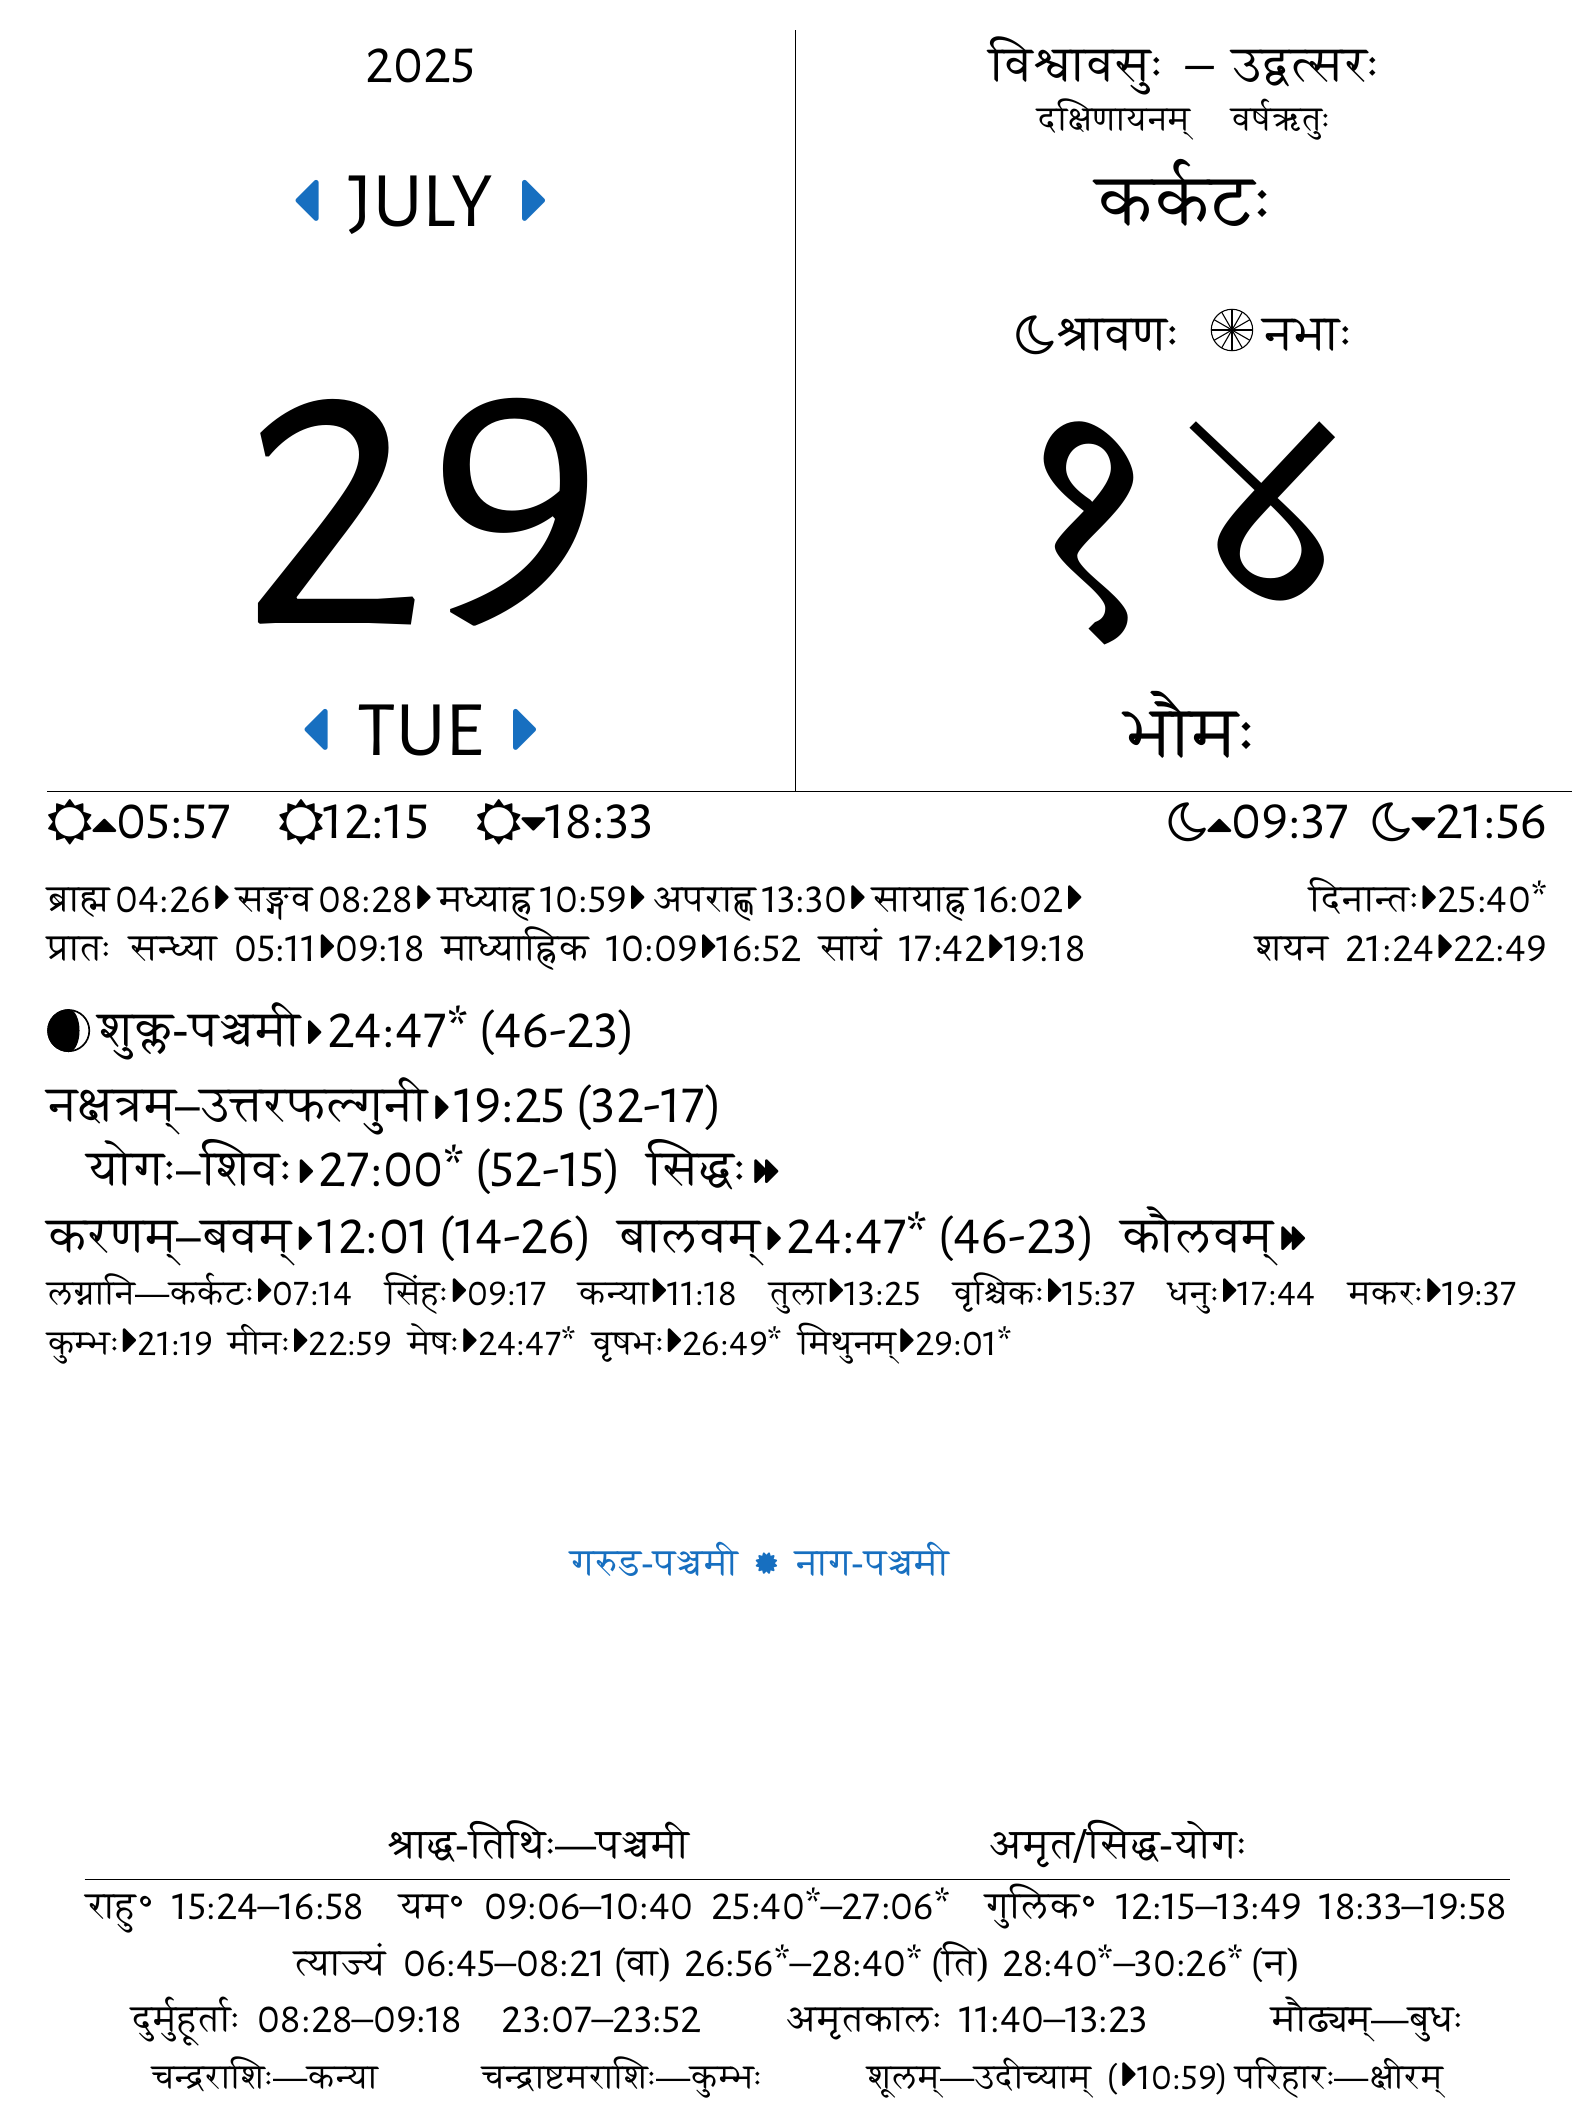 2025
JULY
29
TUE
विश्वावसुः – उद्वत्सरः
दक्षिणायनम् वर्षऋतुः
कर्कटः
श्रावणः नभाः
१४
भौमः
05:57 12:15 18:33 09:37 21:56
ब्राह्म 04:26 सङ्गव 08:28 मध्याह्न 10:59 अपराह्ण 13:30 सायाह्न 16:02 दिनान्तः 25:40*
प्रातः सन्ध्या 05:11 09:18 माध्याह्निक 10:09 16:52 सायं 17:42 19:18 शयन 21:24 22:49
शुक्ल-पञ्चमी 24:47* (46-23)
नक्षत्रम्–उत्तरफल्गुनी 19:25 (32-17)
योगः–शिवः 27:00* (52-15) सिद्धः
करणम्–बवम् 12:01 (14-26) बालवम् 24:47* (46-23) कौलवम्
लग्नानि—कर्कटः 07:14 सिंहः 09:17 कन्या 11:18 तुला 13:25 वृश्चिकः 15:37 धनुः 17:44 मकरः 19:37
कुम्भः 21:19 मीनः 22:59 मेषः 24:47* वृषभः 26:49* मिथुनम् 29:01*
गरुड-पञ्चमी नाग-पञ्चमी
श्राद्ध-तिथिः—पञ्चमी अमृत/सिद्ध-योगः
राहु॰ 15:24–16:58 यम॰ 09:06–10:40 25:40*–27:06* गुलिक॰ 12:15–13:49 18:33–19:58
त्याज्यं 06:45–08:21 (वा) 26:56*–28:40* (ति) 28:40*–30:26* (न)
दुर्मुहूर्ताः 08:28–09:18 23:07–23:52 अमृतकालः 11:40–13:23 मौढ्यम्—बुधः
चन्द्रराशिः—कन्या चन्द्राष्टमराशिः—कुम्भः शूलम्—उदीच्याम् (10:59) परिहारः—क्षीरम्